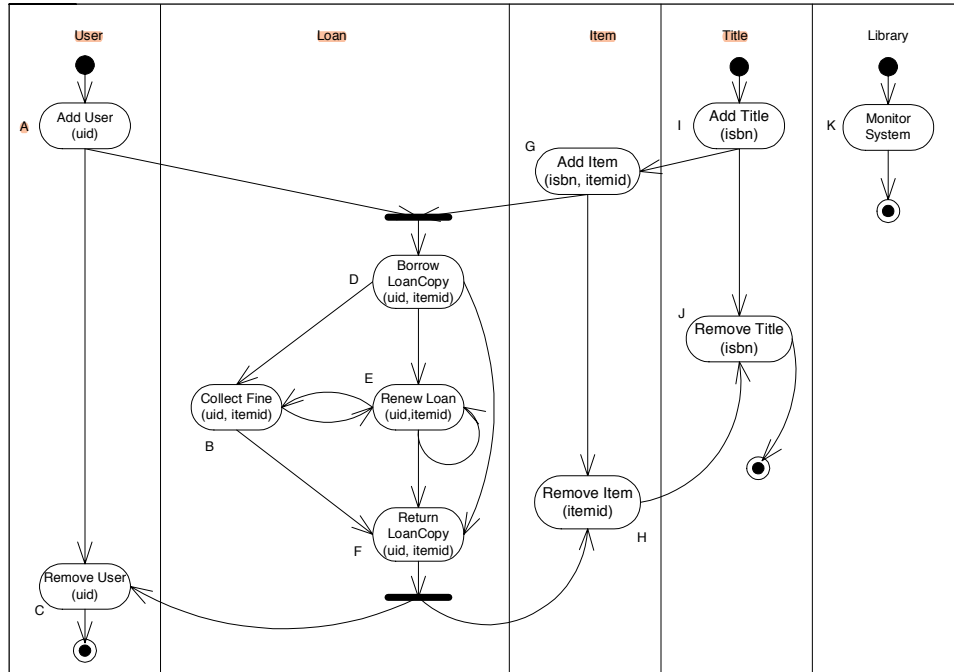 User
Loan
Item
Title
Library
A
Add User
(uid)
I
Add Title
(isbn)
K
Monitor
System
G
Add Item
(isbn, itemid)
D
Borrow
LoanCopy
(uid, itemid)
J
Remove Title
(isbn)
E
Collect Fine
(uid, itemid)
B
Renew Loan
(uid,itemid)
Remove Item
(itemid)
H
Return
LoanCopy
(uid, itemid)
F
Remove User
(uid)
C